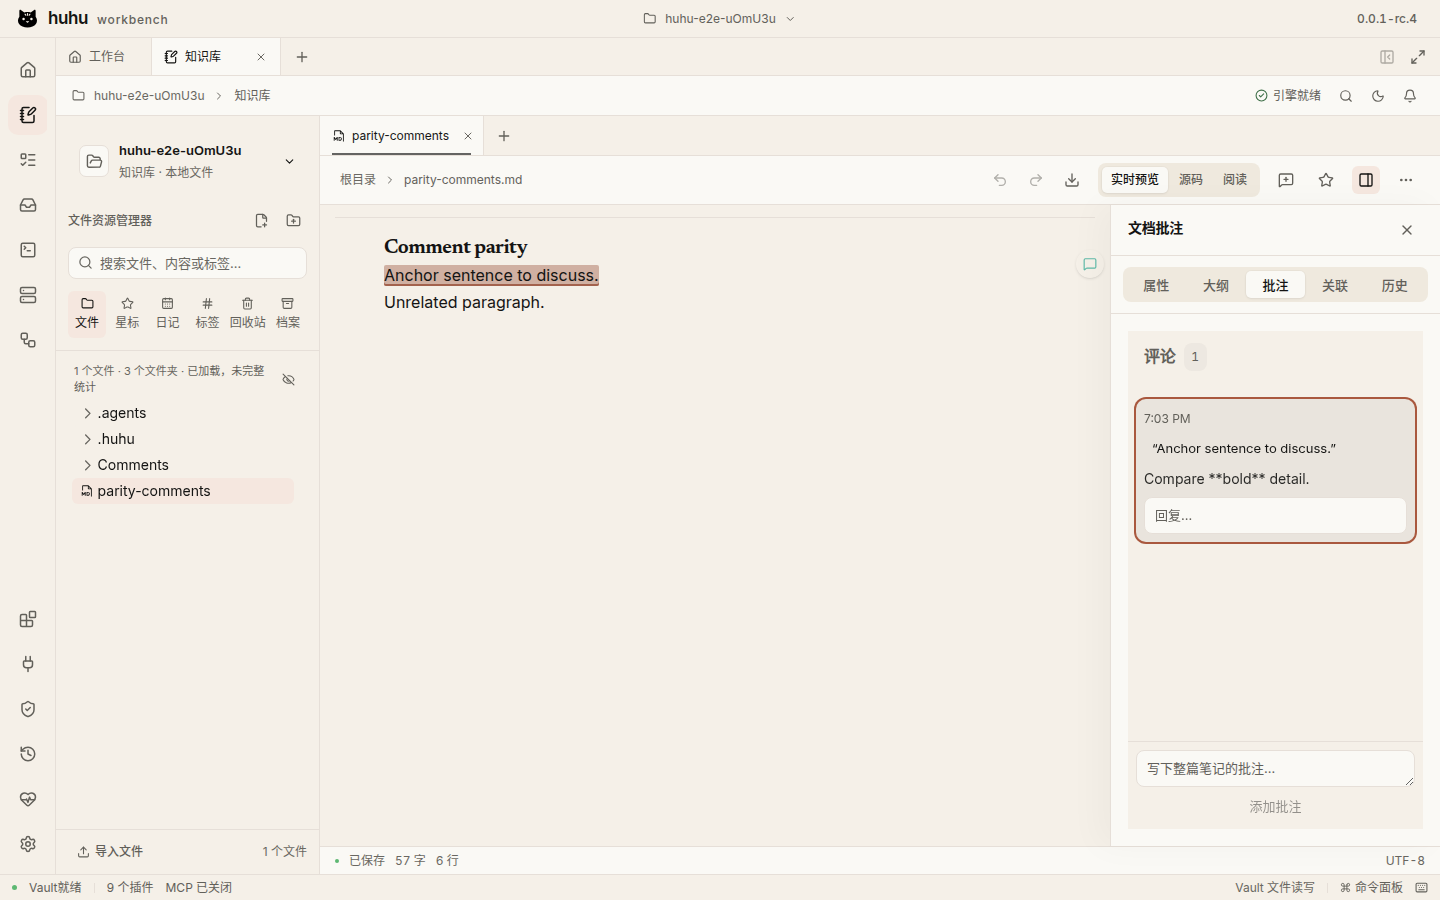 huhu workbench
huhu-e2e-uOmU3u
0.0.1-rc.4
工作台
知识库
huhu-e2e-uOmU3u
知识库
引擎就绪
huhu-e2e-uOmU3u
知识库 · 本地文件
文件资源管理器
搜索文件、内容或标签...
文件
星标
日记
标签
回收站
档案
1 个文件 · 3 个文件夹 · 已加载，未完整
统计
.agents
.huhu
Comments
parity-comments
导入文件
1 个文件
parity-comments
根目录
parity-comments.md
实时预览
源码
阅读
Comment parity
Anchor sentence to discuss.
Unrelated paragraph.
文档批注
属性
大纲
批注
关联
历史
评论 1
7:03 PM
“Anchor sentence to discuss.”
Compare **bold** detail.
回复...
写下整篇笔记的批注...
添加批注
已保存
57 字
6 行
UTF-8
Vault就绪
9 个插件
MCP 已关闭
Vault 文件读写
⌘ 命令面板